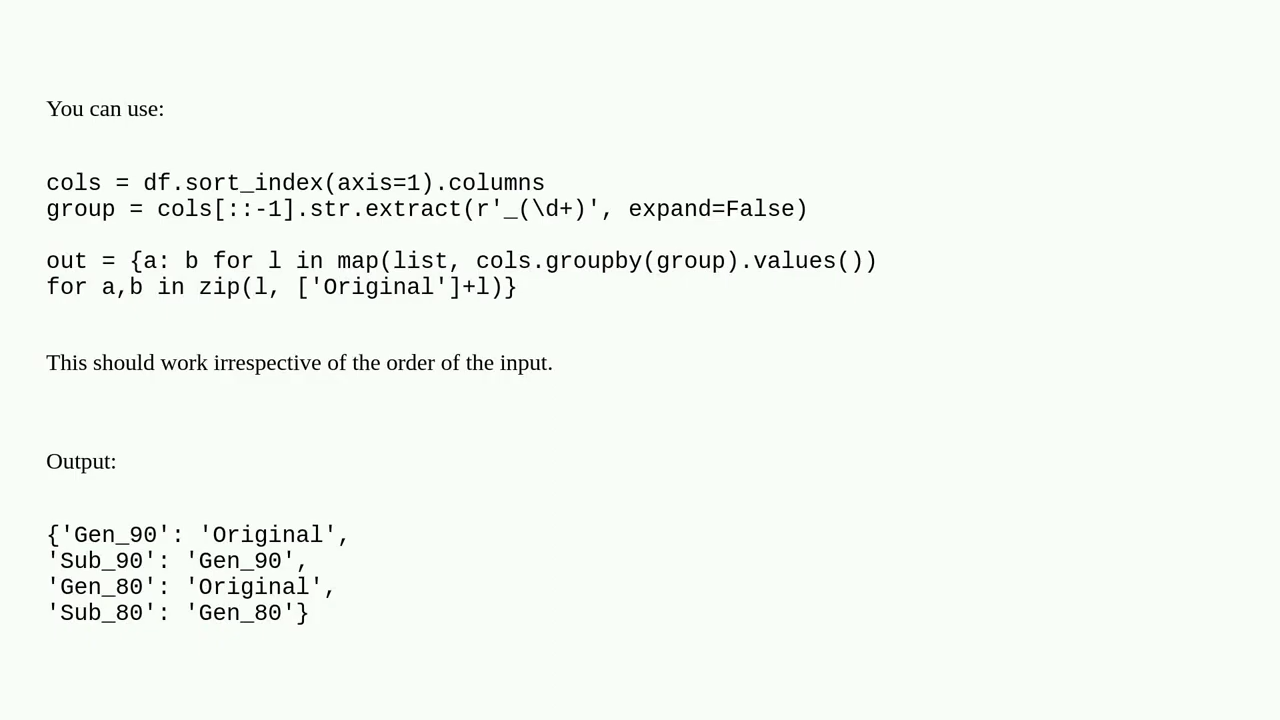 You can use:
cols = df.sort_index(axis=1).columns
group = cols[::-1].str.extract(r'_(\d+)', expand=False)
out = {a: b for l in map(list, cols.groupby(group).values())
for a,b in zip(l, ['Original']+l)}
This should work irrespective of the order of the input.
Output:
{'Gen_90': 'Original',
'Sub_90': 'Gen_90',
'Gen_80': 'Original',
'Sub_80': 'Gen_80'}